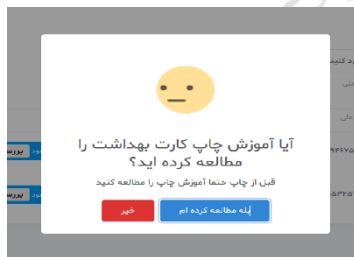 آیا آموزش چاپ کارت بهداشت را
مطالعه کرده اید؟
قبل از چاپ حتما آموزش چاپ را مطالعه کنید
بله مطالعه کرده ام
خیر